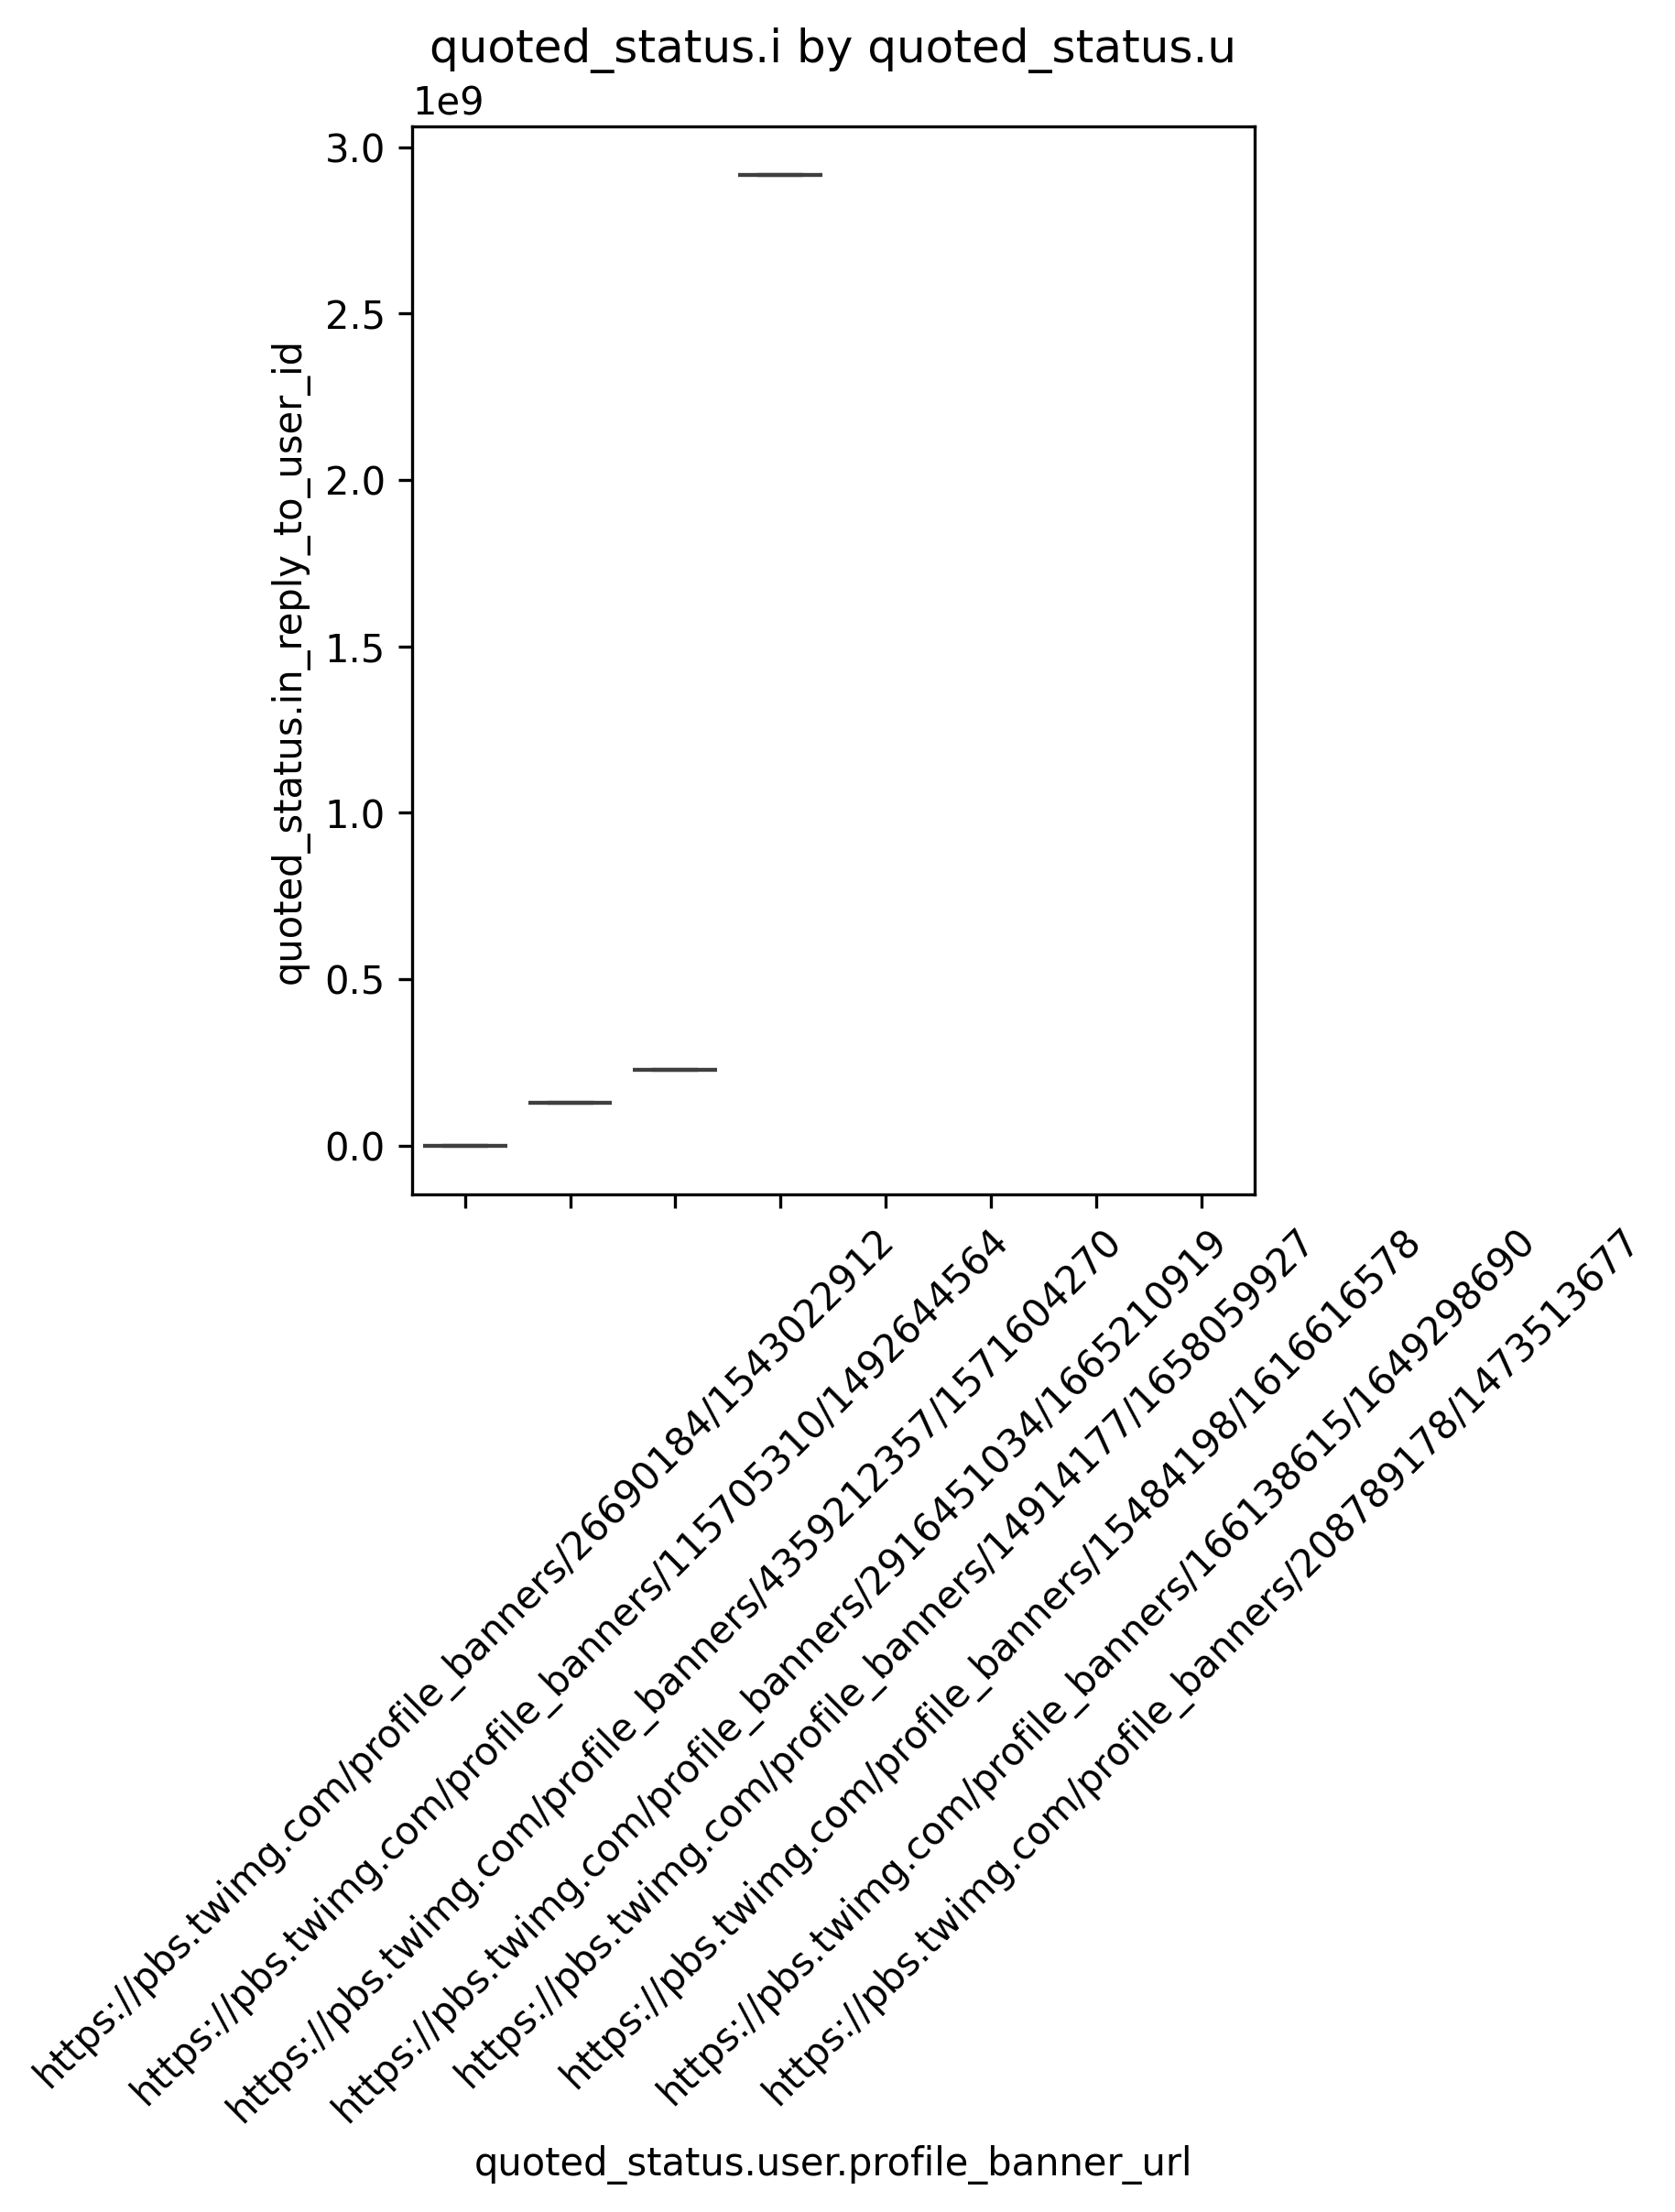 quoted_status.i by quoted_status.u
1e9
3.0
2.5
2.0
1.5
1.0
0.5
0.0
quoted_status.in_reply_to_user_id
https://pbs.twimg.com/profile_banners/26690184/1543022912
https://pbs.twimg.com/profile_banners/115705310/1492644564
https://pbs.twimg.com/profile_banners/4359212357/1571604270
https://pbs.twimg.com/profile_banners/2916451034/1665210919
https://pbs.twimg.com/profile_banners/14914177/1658059927
https://pbs.twimg.com/profile_banners/15484198/1616616578
https://pbs.twimg.com/profile_banners/166138615/1649298690
https://pbs.twimg.com/profile_banners/208789178/1473513677
quoted_status.user.profile_banner_url